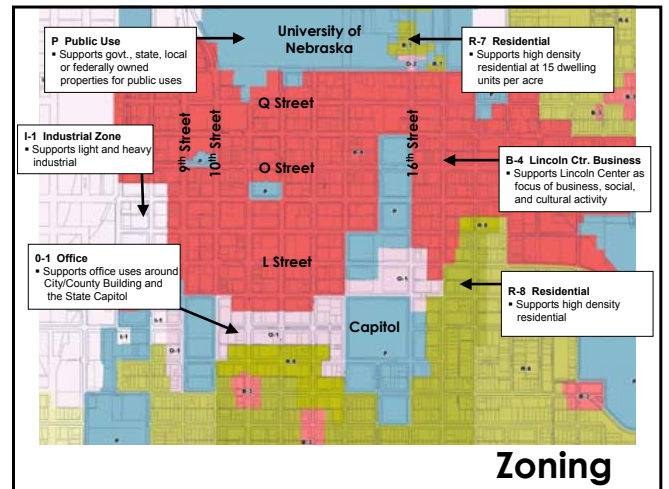 P Public Use
▪ Supports govt., state, local
or federally owned
properties for public uses
University of
Nebraska
R-7 Residential
▪ Supports high density
residential at 15 dwelling
units per acre
I-1 Industrial Zone
▪ Supports light and heavy
industrial
Q Street
9th Street
10th Street
O Street
16th Street
B-4 Lincoln Ctr. Business
▪ Supports Lincoln Center as
focus of business, social,
and cultural activity
0-1 Office
▪ Supports office uses around
City/County Building and
the State Capitol
L Street
R-8 Residential
▪ Supports high density
residential
Capitol
Zoning